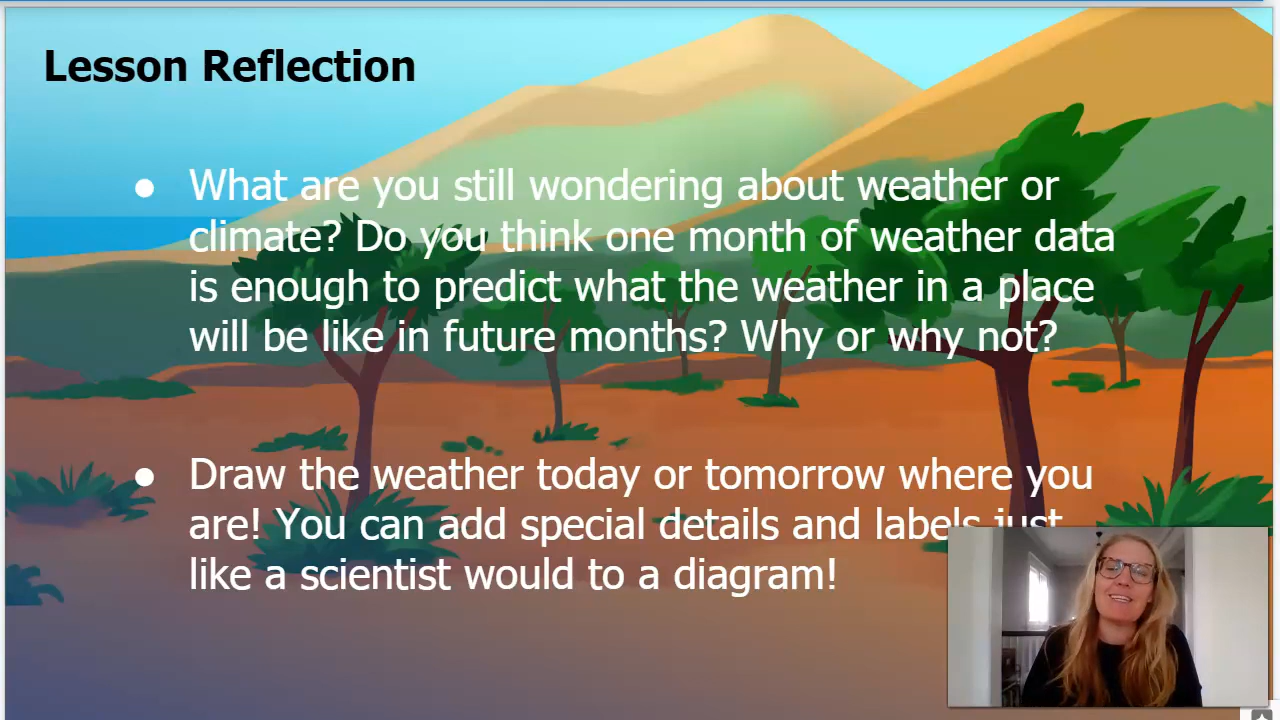 Lesson Reflection
● What are you still wondering about weather or
climate? Do you think one month of weather data
is enough to predict what the weather in a place
will be like in future months? Why or why not?
● Draw the weather today or tomorrow where you
are! You can add special details and labels just
like a scientist would to a diagram!